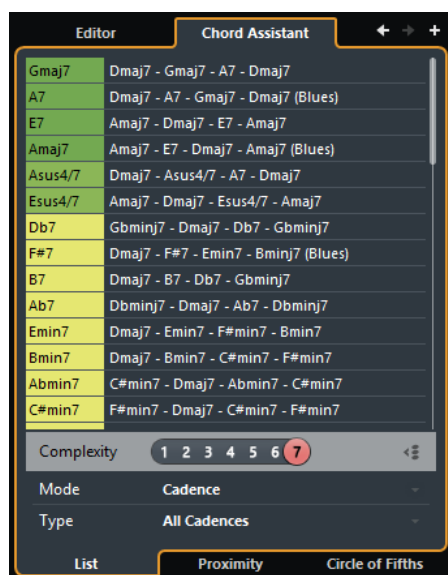 Editor Chord Assistant
Gmaj7 Dmaj7 - Gmaj7 - A7 - Dmaj7
A7 Dmaj7 - A7 - Gmaj7 - Dmaj7 (Blues)
E7 Amaj7 - Dmaj7 - E7 - Amaj7
Amaj7 Amaj7 - E7 - Dmaj7 - Amaj7 (Blues)
Asus4/7 Dmaj7 - Asus4/7 - A7 - Dmaj7
Esus4/7 Amaj7 - Dmaj7 - Esus4/7 - Amaj7
Db7 Gbminj7 - Dmaj7 - Db7 - Gbminj7
F#7 Dmaj7 - F#7 - Emin7 - Bminj7 (Blues)
B7 Dmaj7 - B7 - Db7 - Gbminj7
Ab7 Dbminj7 - Dmaj7 - Ab7 - Dbminj7
Emin7 Dmaj7 - Emin7 - F#min7 - Bmin7
Bmin7 Dmaj7 - Bmin7 - C#min7 - F#min7
Abmin7 C#min7 - Dmaj7 - Abmin7 - C#min7
C#min7 F#min7 - Dmaj7 - C#min7 - F#min7
Complexity 1 2 3 4 5 6 7
Mode Cadence
Type All Cadences
List Proximity Circle of Fifths